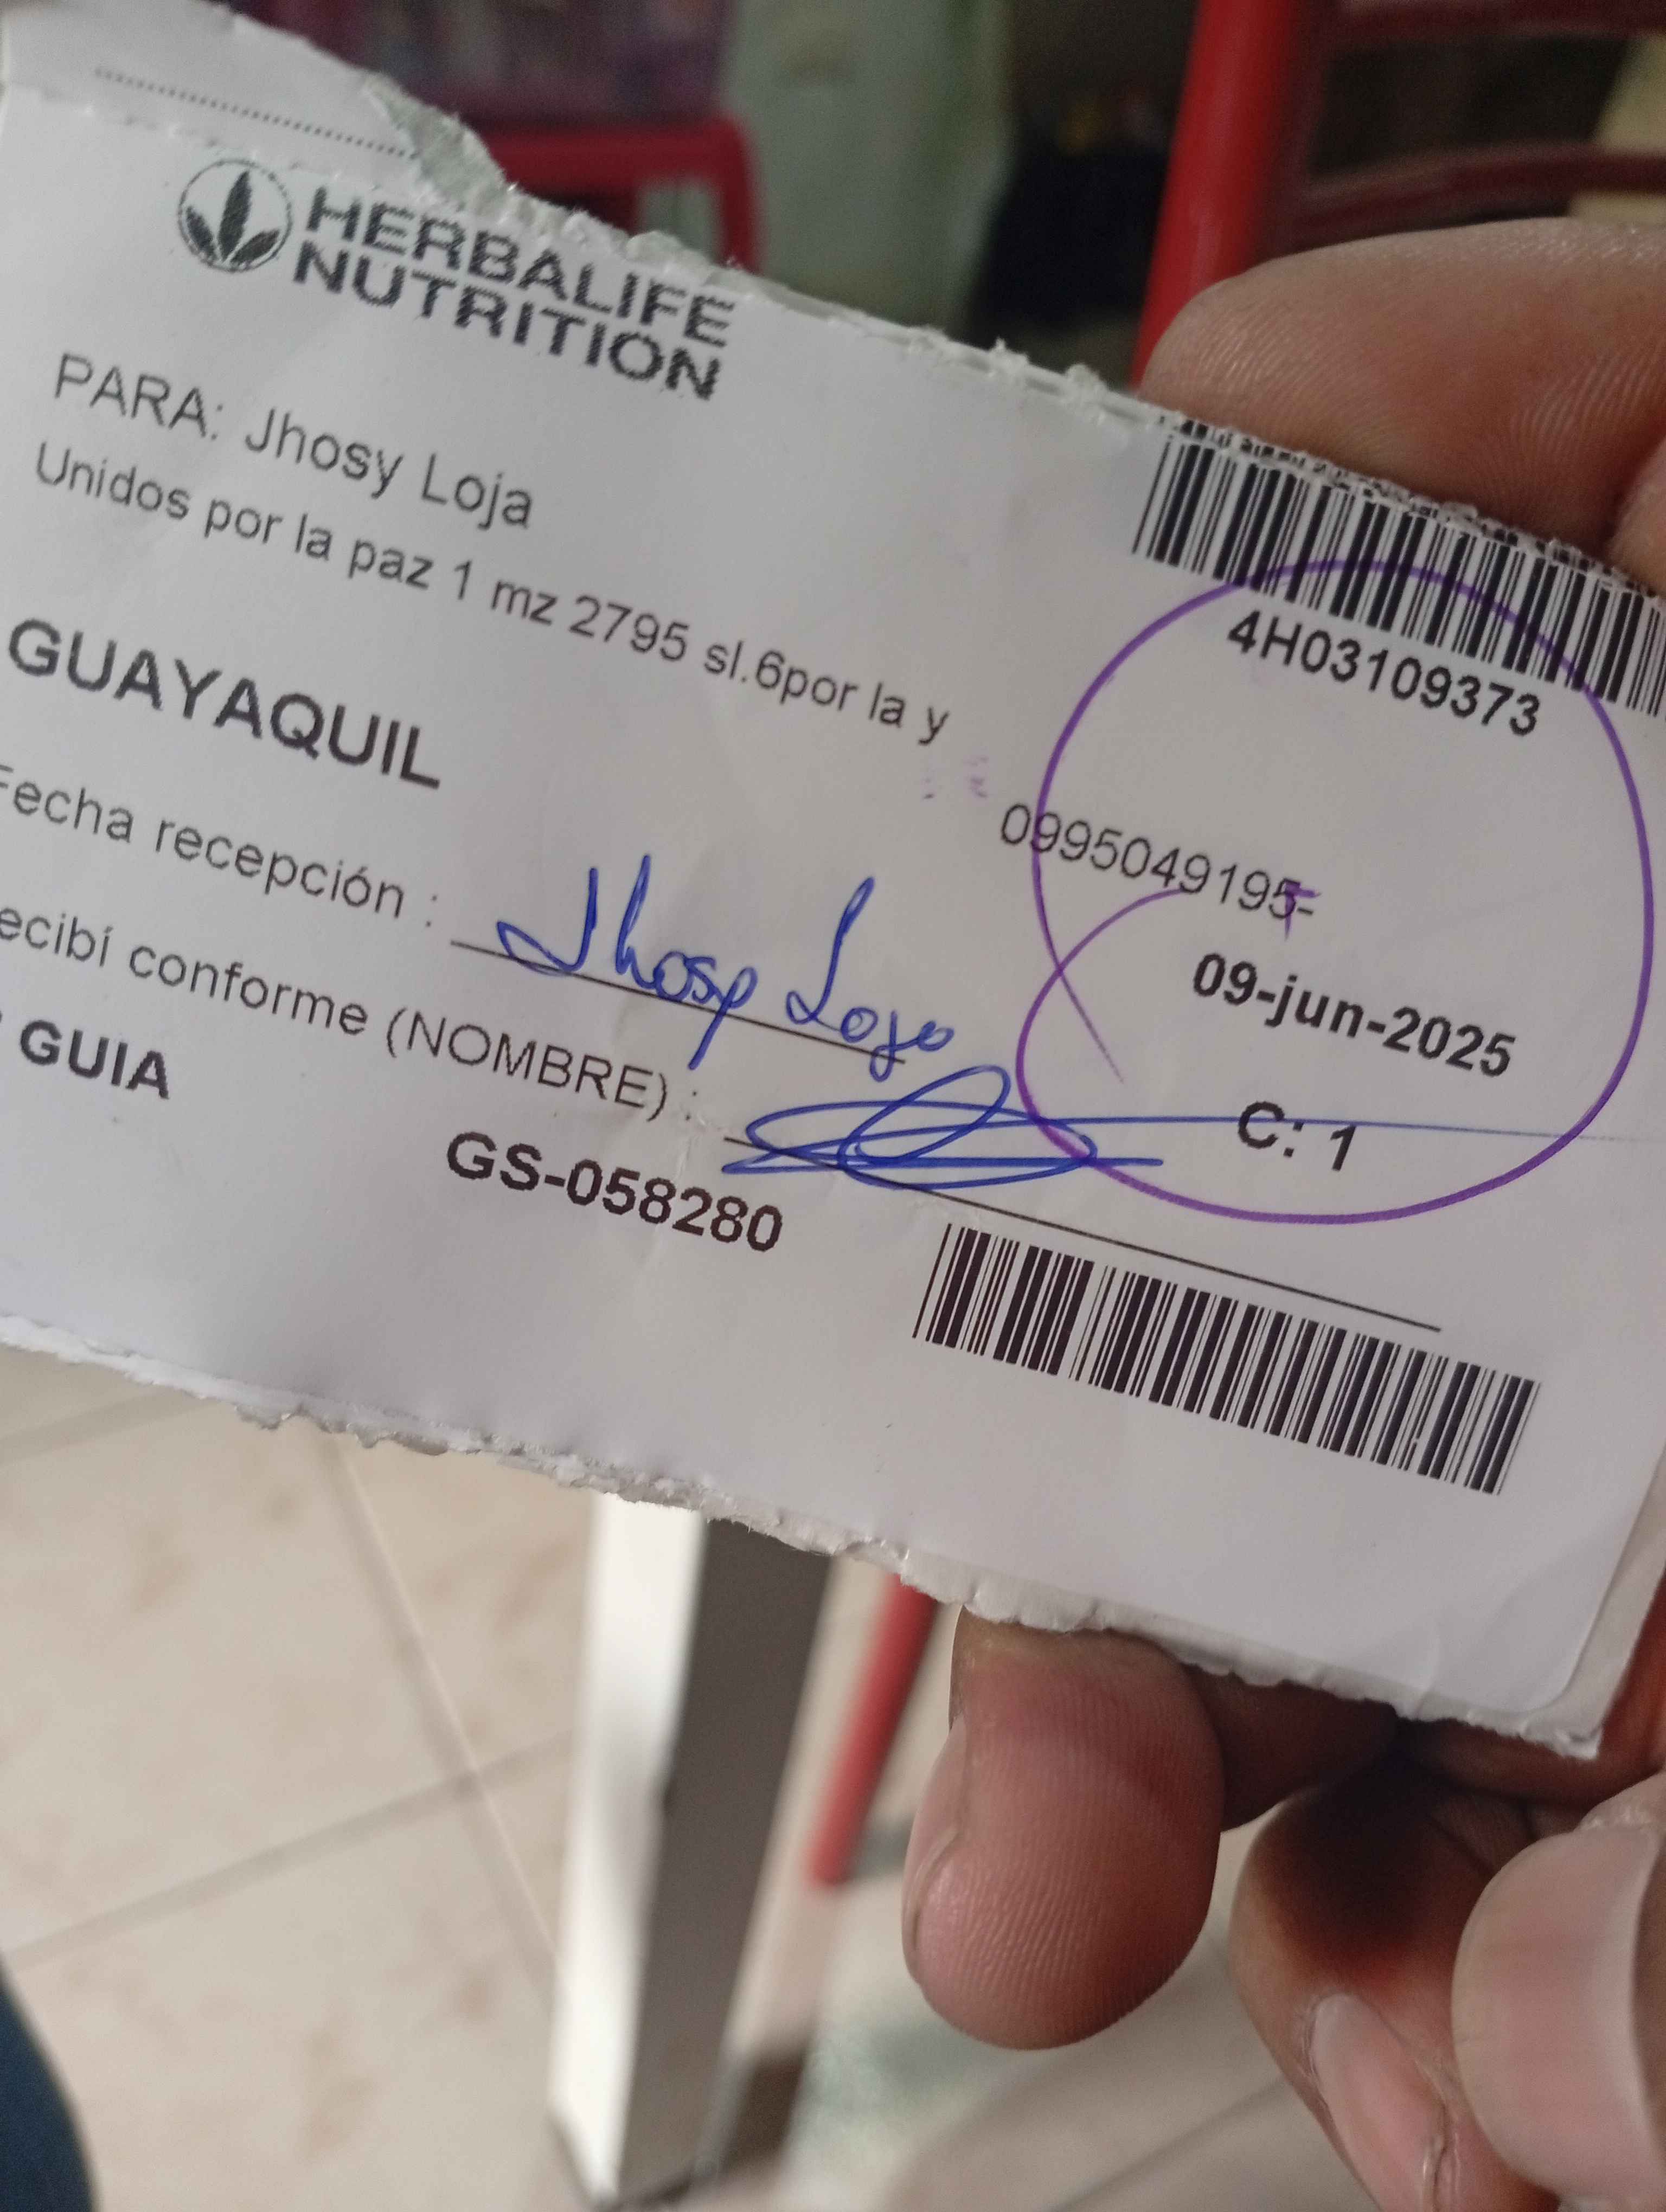 HERBALIFE
NUTRITION
PARA: Jhosy Loja
Unidos por la paz 1 mz 2795 sl.6por la y
GUAYAQUIL
4H03109373
0995049195-
09-jun-2025
C: 1
Fecha recepción :
Jhosy Loja
ecibí conforme (NOMBRE) :
GUIA
GS-058280